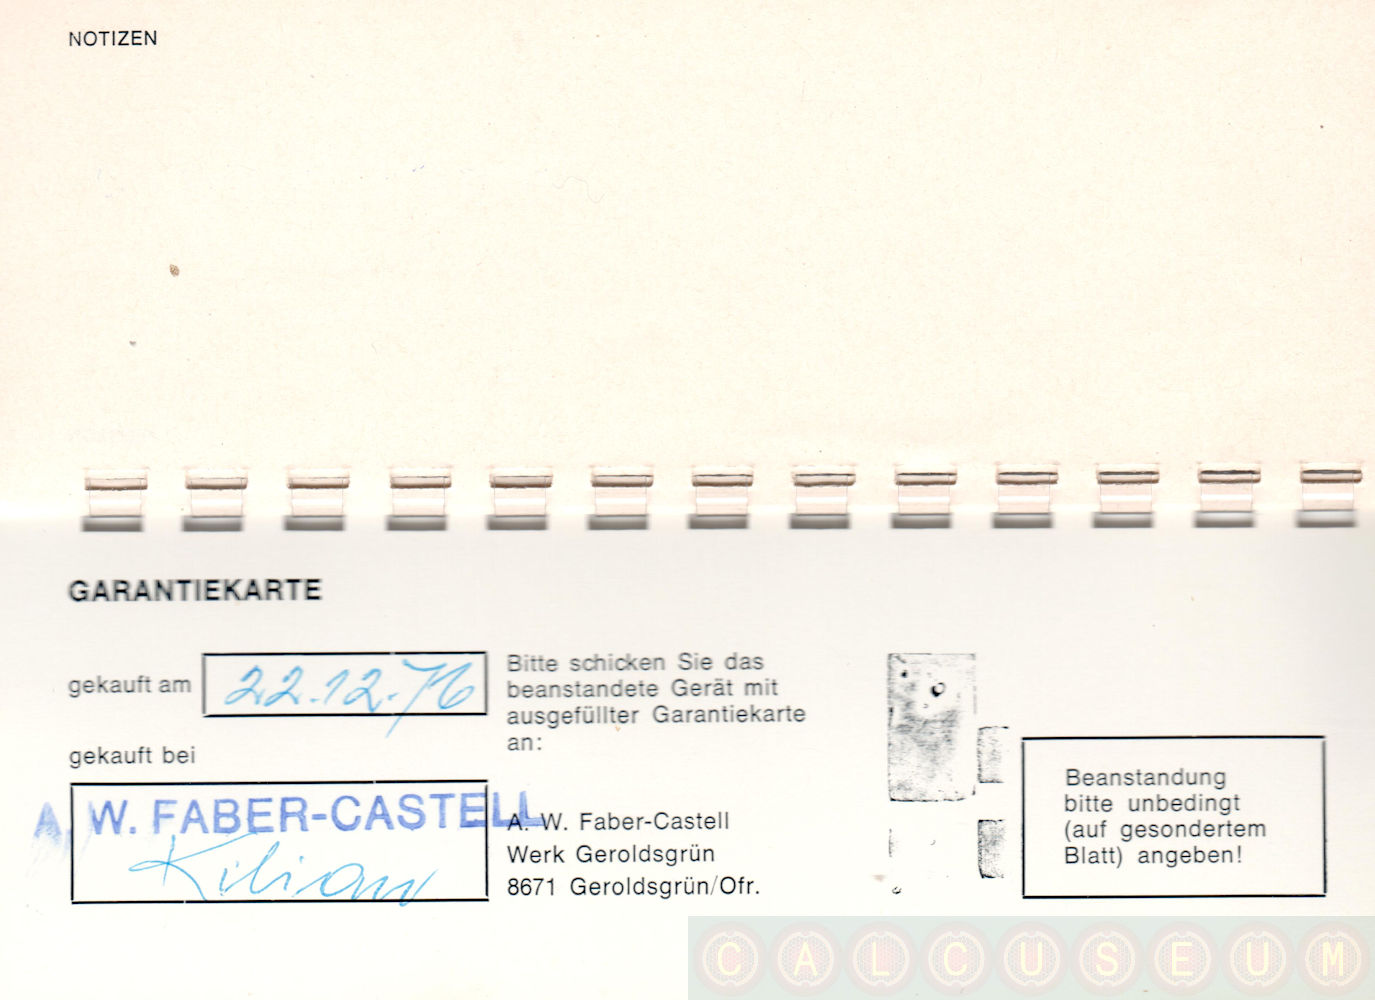 NOTIZEN
GARANTIEKARTE
gekauft am 22.12.76
gekauft bei
A. W. FABER-CASTELL
Kilian
Bitte schicken Sie das
beanstandete Gerät mit
ausgefüllter Garantiekarte
an:
A. W. Faber-Castell
Werk Geroldsgrün
8671 Geroldsgrün/Ofr.
Beanstandung
bitte unbedingt
(auf gesondertem
Blatt) angeben!
CALCUSEUM